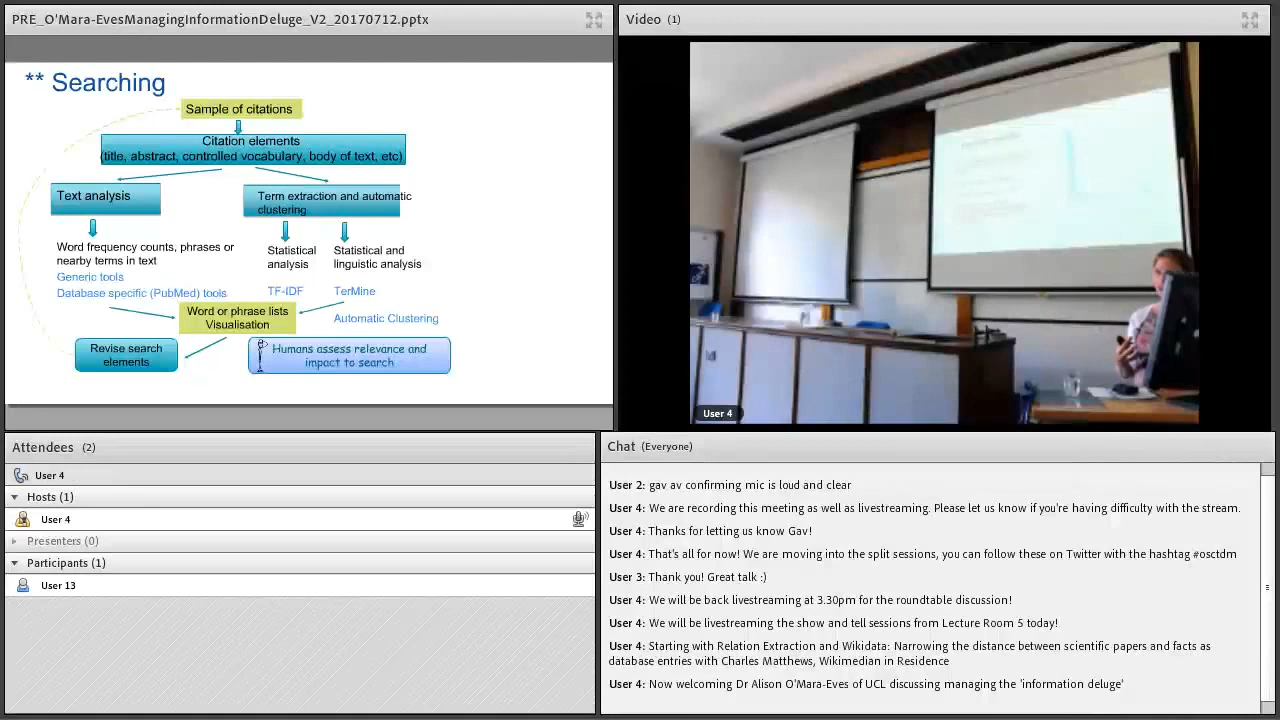 PRE_O'Mara-EvesManagingInformationDeluge_V2_20170712.pptx
** Searching
Sample of citations
Citation elements
(title, abstract, controlled vocabulary, body of text, etc)
Text analysis
Term extraction and automatic
clustering
Word frequency counts, phrases or
nearby terms in text
Generic tools
Database specific (PubMed) tools
Statistical
analysis
TF-IDF
Statistical and
linguistic analysis
TerMine
Automatic Clustering
Word or phrase lists
Visualisation
Revise search
elements
Humans assess relevance and
impact to search
Video (1)
User 4
Attendees (2)
User 4
Hosts (1)
User 4
Presenters (0)
Participants (1)
User 13
Chat (Everyone)
User 2: gav av confirming mic is loud and clear
User 4: We are recording this meeting as well as livestreaming. Please let us know if you're having difficulty with the stream.
User 4: Thanks for letting us know Gav!
User 4: That's all for now! We are moving into the split sessions, you can follow these on Twitter with the hashtag #osctdm
User 3: Thank you! Great talk :)
User 4: We will be back livestreaming at 3.30pm for the roundtable discussion!
User 4: We will be livestreaming the show and tell sessions from Lecture Room 5 today!
User 4: Starting with Relation Extraction and Wikidata: Narrowing the distance between scientific papers and facts as
database entries with Charles Matthews, Wikimedian in Residence
User 4: Now welcoming Dr Alison O'Mara-Eves of UCL discussing managing the 'information deluge'